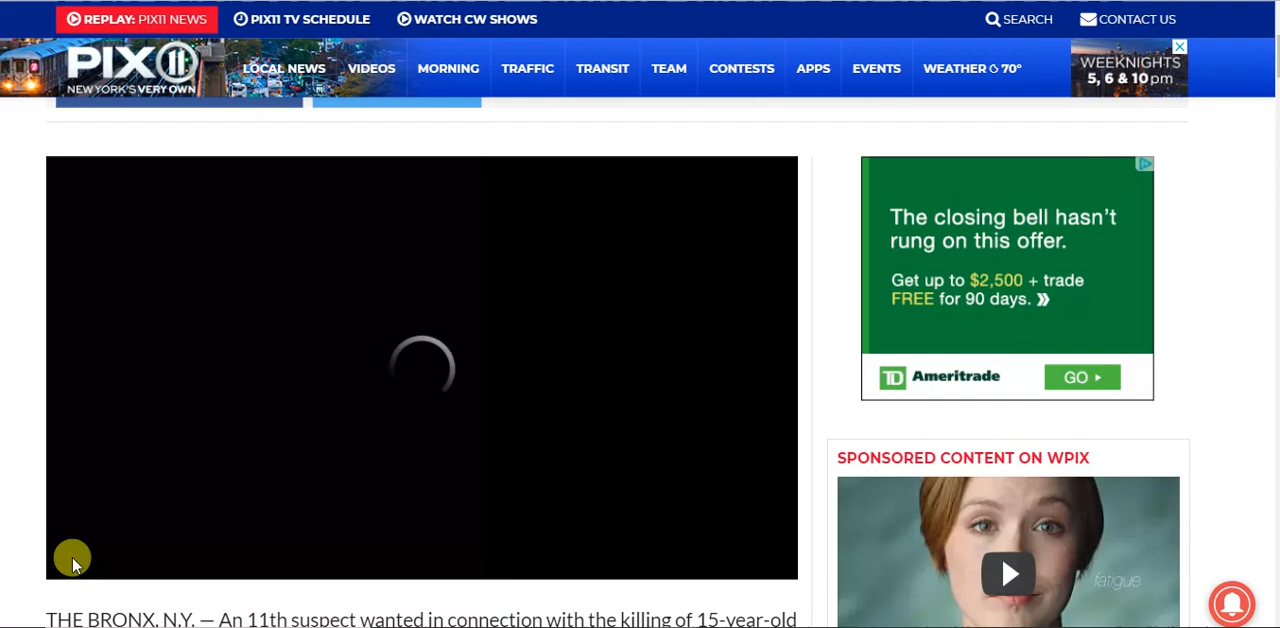 REPLAY: PIX11 NEWS
PIX11 TV SCHEDULE
WATCH CW SHOWS
SEARCH
CONTACT US
PIX11
NEW YORK'S VERY OWN
LOCAL NEWS
VIDEOS
MORNING
TRAFFIC
TRANSIT
TEAM
CONTESTS
APPS
EVENTS
WEATHER 70°
WEEKNIGHTS
5, 6 & 10pm
The closing bell hasn't
rung on this offer.
Get up to $2,500 + trade
FREE for 90 days. »
TD Ameritrade
GO
SPONSORED CONTENT ON WPIX
fatigue
THE BRONX, N.Y. — An 11th suspect wanted in connection with the killing of 15-year-old